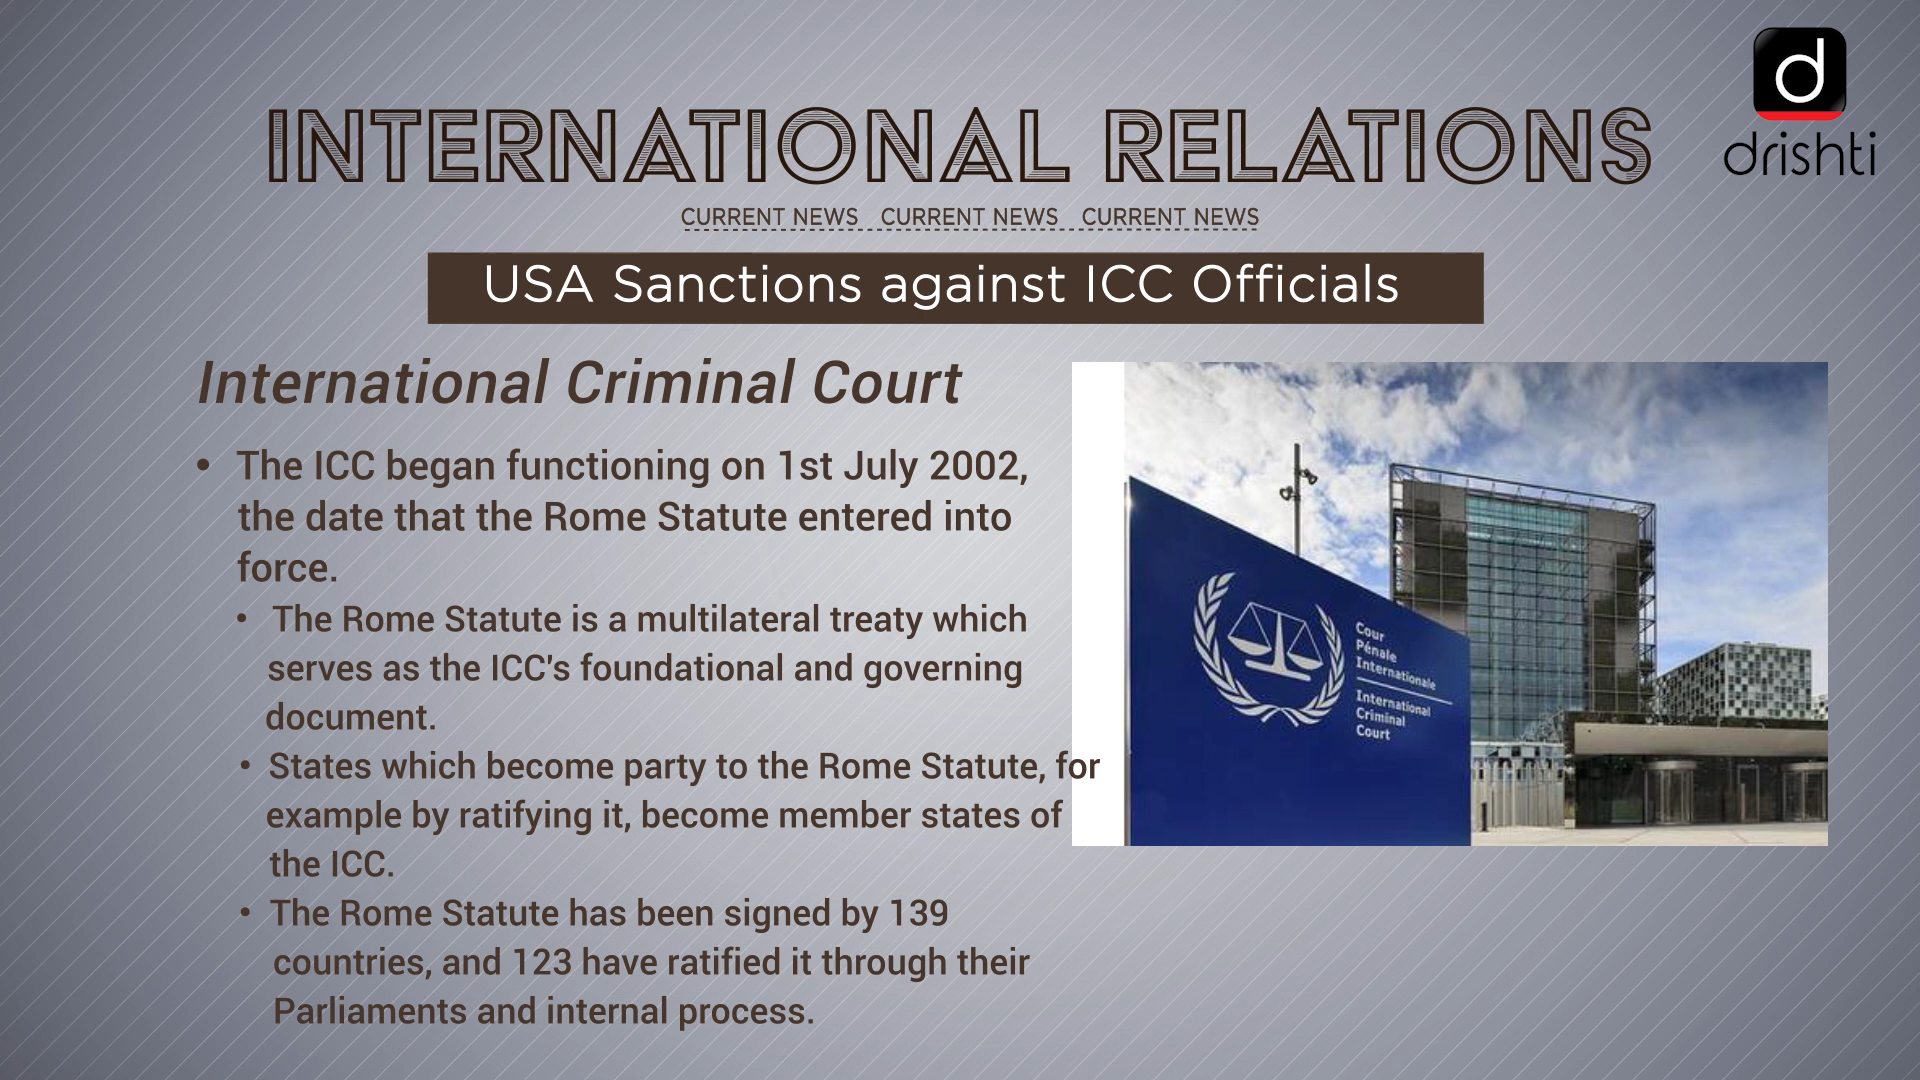 INTERNATIONAL RELATIONS
d
drishti
CURRENT NEWS CURRENT NEWS CURRENT NEWS
USA Sanctions against ICC Officials
International Criminal Court
• The ICC began functioning on 1st July 2002,
the date that the Rome Statute entered into
force.
• The Rome Statute is a multilateral treaty which
serves as the ICC's foundational and governing
document.
• States which become party to the Rome Statute, for
example by ratifying it, become member states of
the ICC.
• The Rome Statute has been signed by 139
countries, and 123 have ratified it through their
Parliaments and internal process.
Cour
Pénale
Internationale
International
Criminal
Court